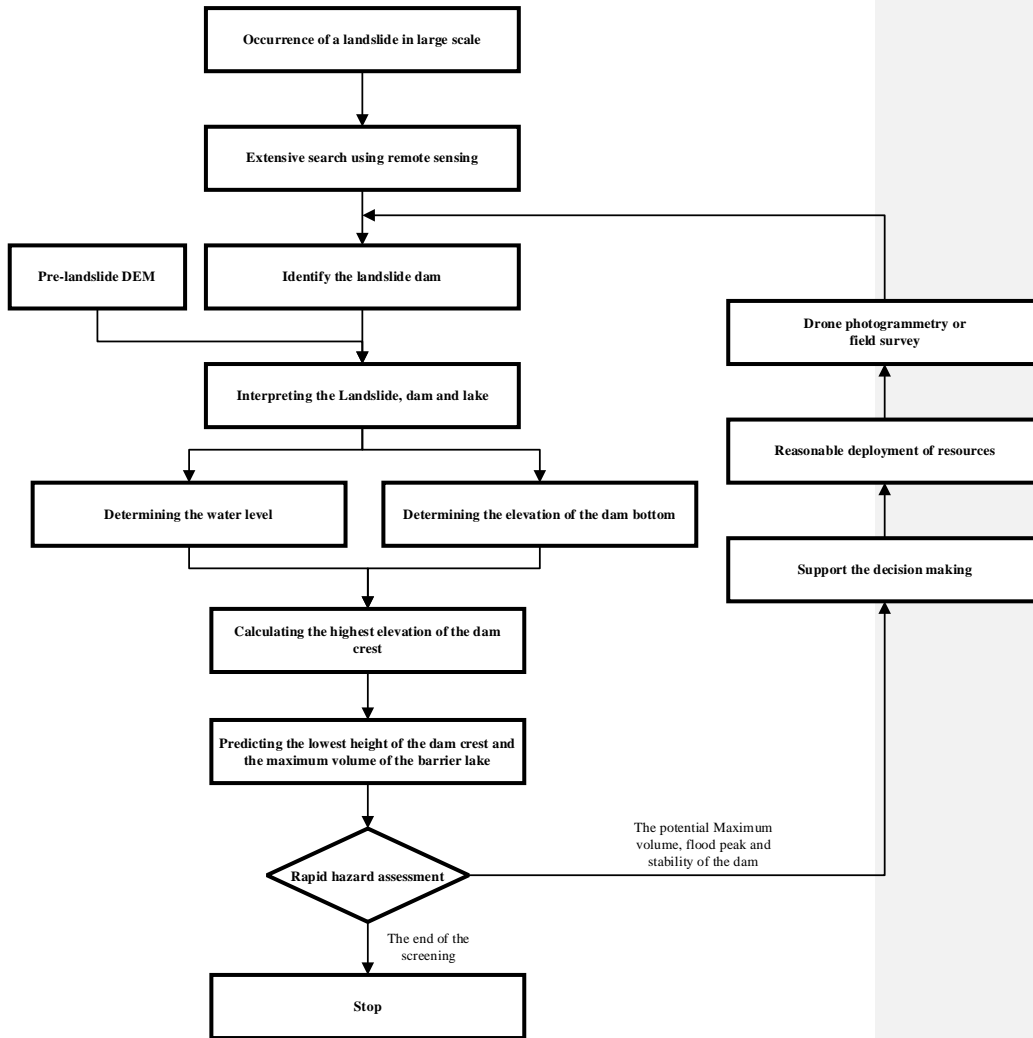 Occurrence of a landslide in large scale
Extensive search using remote sensing
Pre-landslide DEM
Identify the landslide dam
Drone photogrammetry or
field survey
Interpreting the Landslide, dam and lake
Reasonable deployment of resources
Determining the water level
Determining the elevation of the dam bottom
Support the decision making
Calculating the highest elevation of the dam
crest
Predicting the lowest height of the dam crest and
the maximum volume of the barrier lake
The potential Maximum
volume, flood peak and
stability of the dam
Rapid hazard assessment
The end of the
screening
Stop